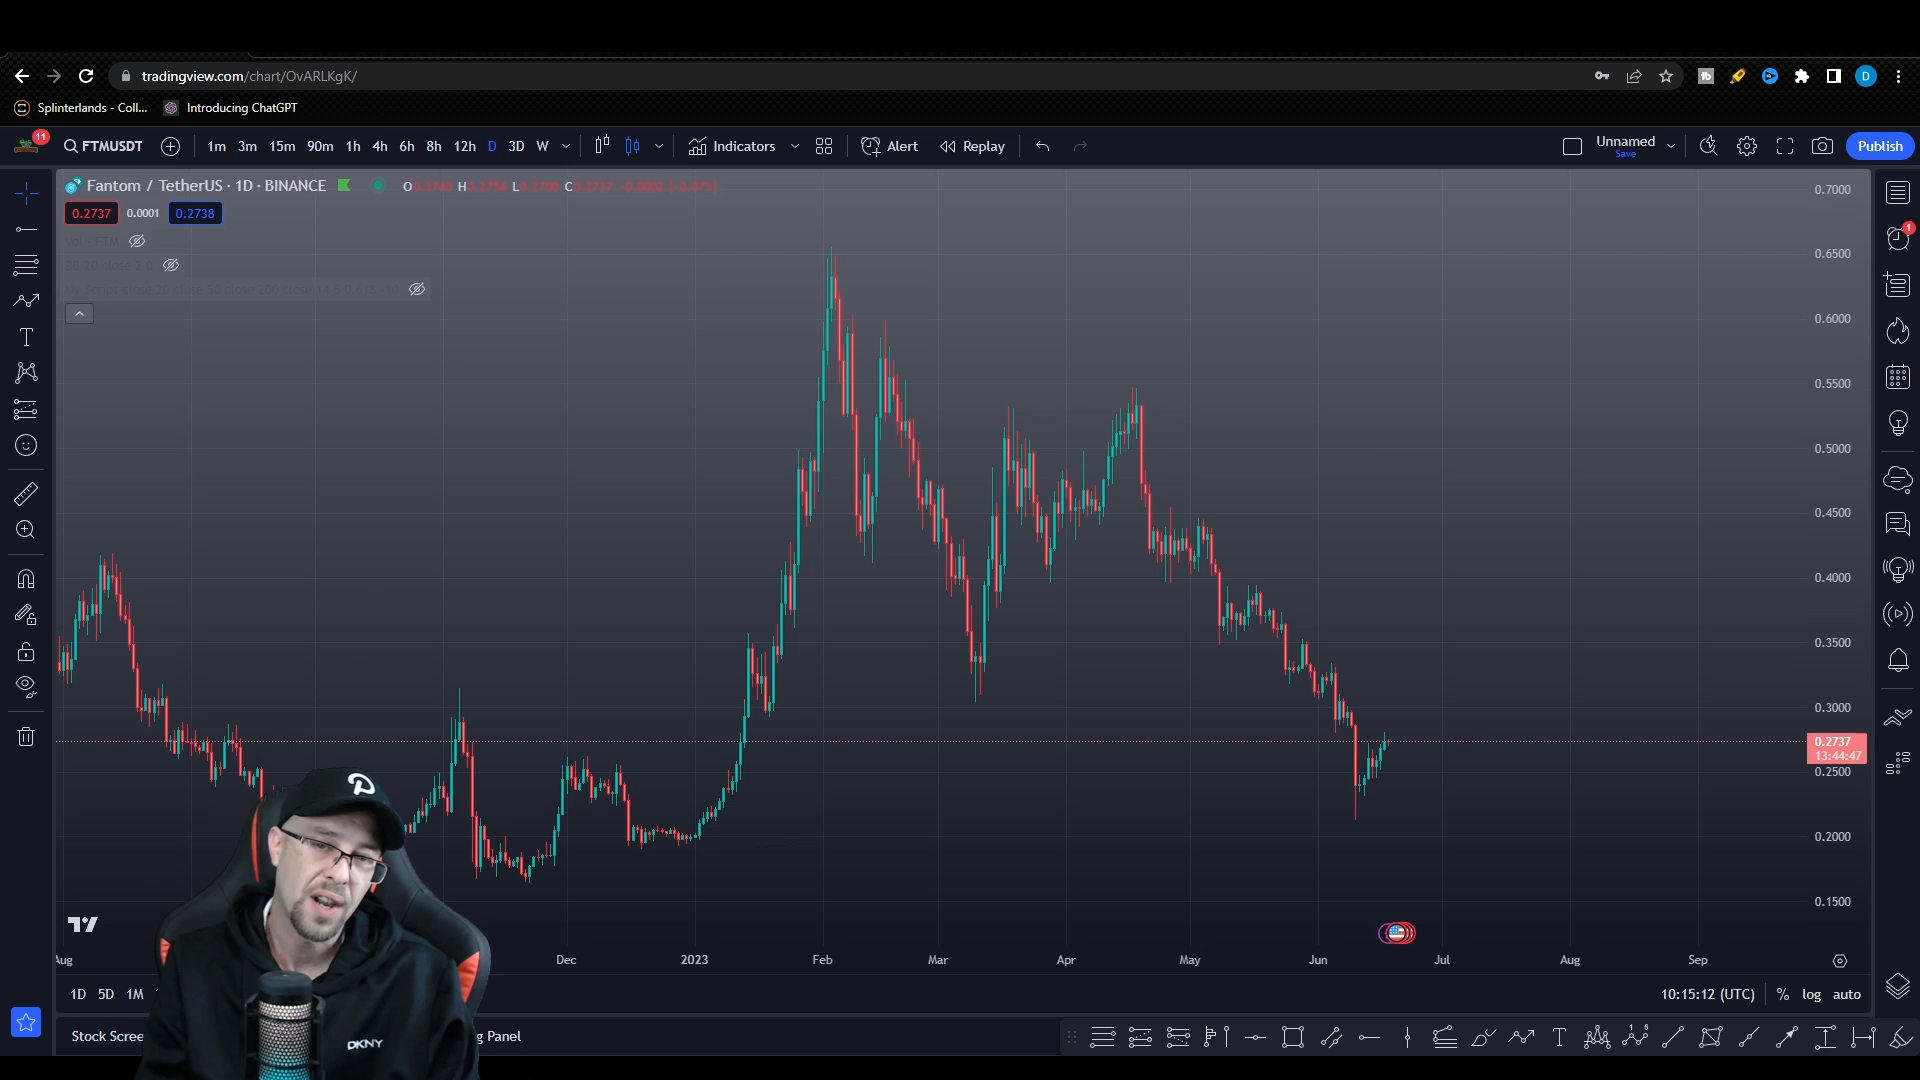 tradingview.com/chart/OvARLKgK/
Splinterlands - Coll... Introducing ChatGPT
11 FTMUSDT 1m 3m 15m 90m 1h 4h 6h 8h 12h D 3D W Indicators Alert Replay Unnamed Save Publish
Fantom / TetherUS · 1D · BINANCE O H L C
0.2737 0.0001 0.2738
0.7000
0.6500
0.6000
0.5500
0.5000
0.4500
0.4000
0.3500
0.3000
0.2737
13:44:47
0.2500
0.2000
0.1500
Aug Dec 2023 Feb Mar Apr May Jun Jul Aug Sep
1D 5D 1M 10:15:12 (UTC) % log auto
Stock Scree g Panel
DKNY
1
D